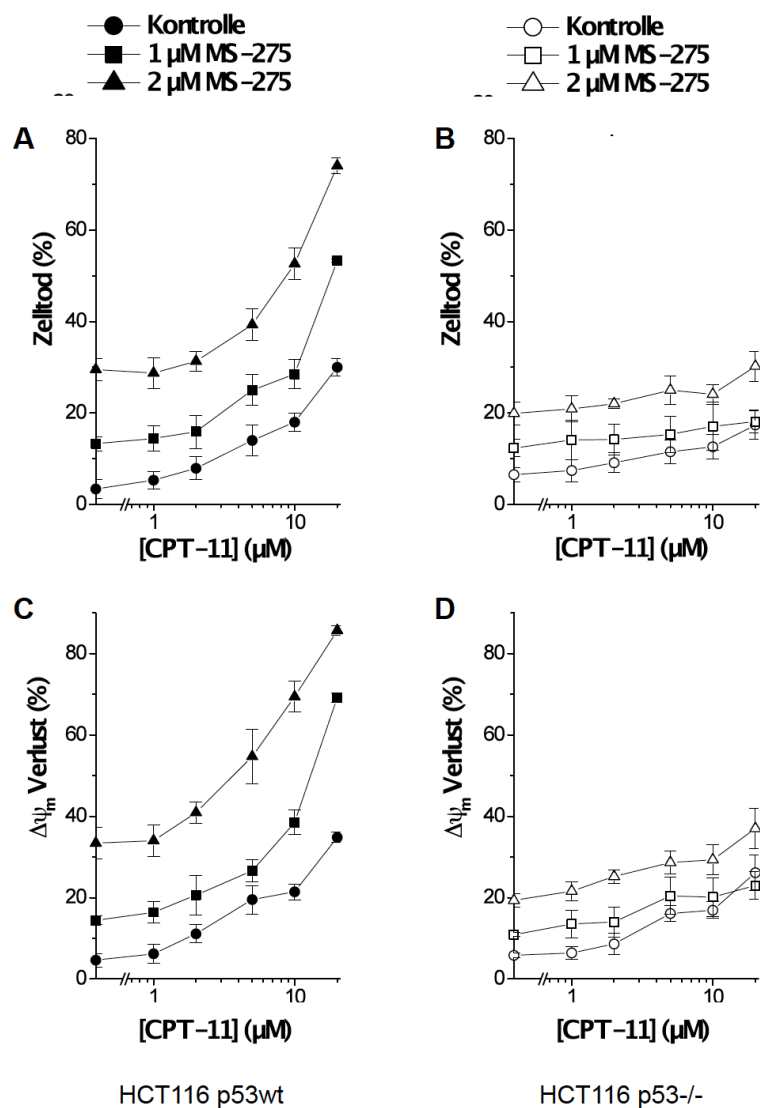 Kontrolle
1 µM MS-275
2 µM MS-275
Kontrolle
1 µM MS-275
2 µM MS-275
A
80
60
40
20
0
Zelltod (%)
1
10
[CPT-11] (µM)
B
80
60
40
20
0
Zelltod (%)
1
10
[CPT-11] (µM)
C
80
60
40
20
0
Δψm Verlust (%)
1
10
[CPT-11] (µM)
D
80
60
40
20
0
Δψm Verlust (%)
1
10
[CPT-11] (µM)
HCT116 p53wt
HCT116 p53-/-